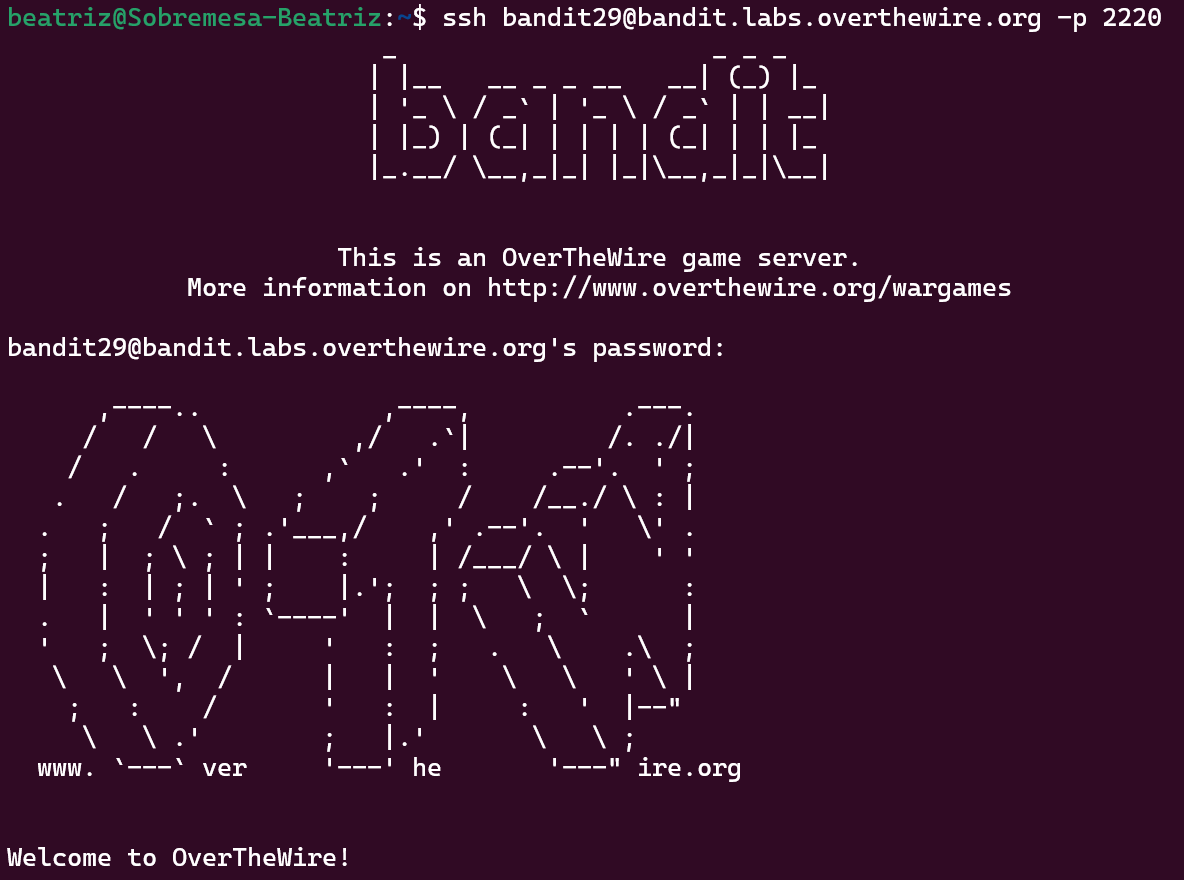 beatriz@Sobremesa-Beatriz:~$ ssh bandit29@bandit.labs.overthewire.org -p 2220
bandit
This is an OverTheWire game server.
More information on http://www.overthewire.org/wargames
bandit29@bandit.labs.overthewire.org's password:
www. ver he ire.org
Welcome to OverTheWire!